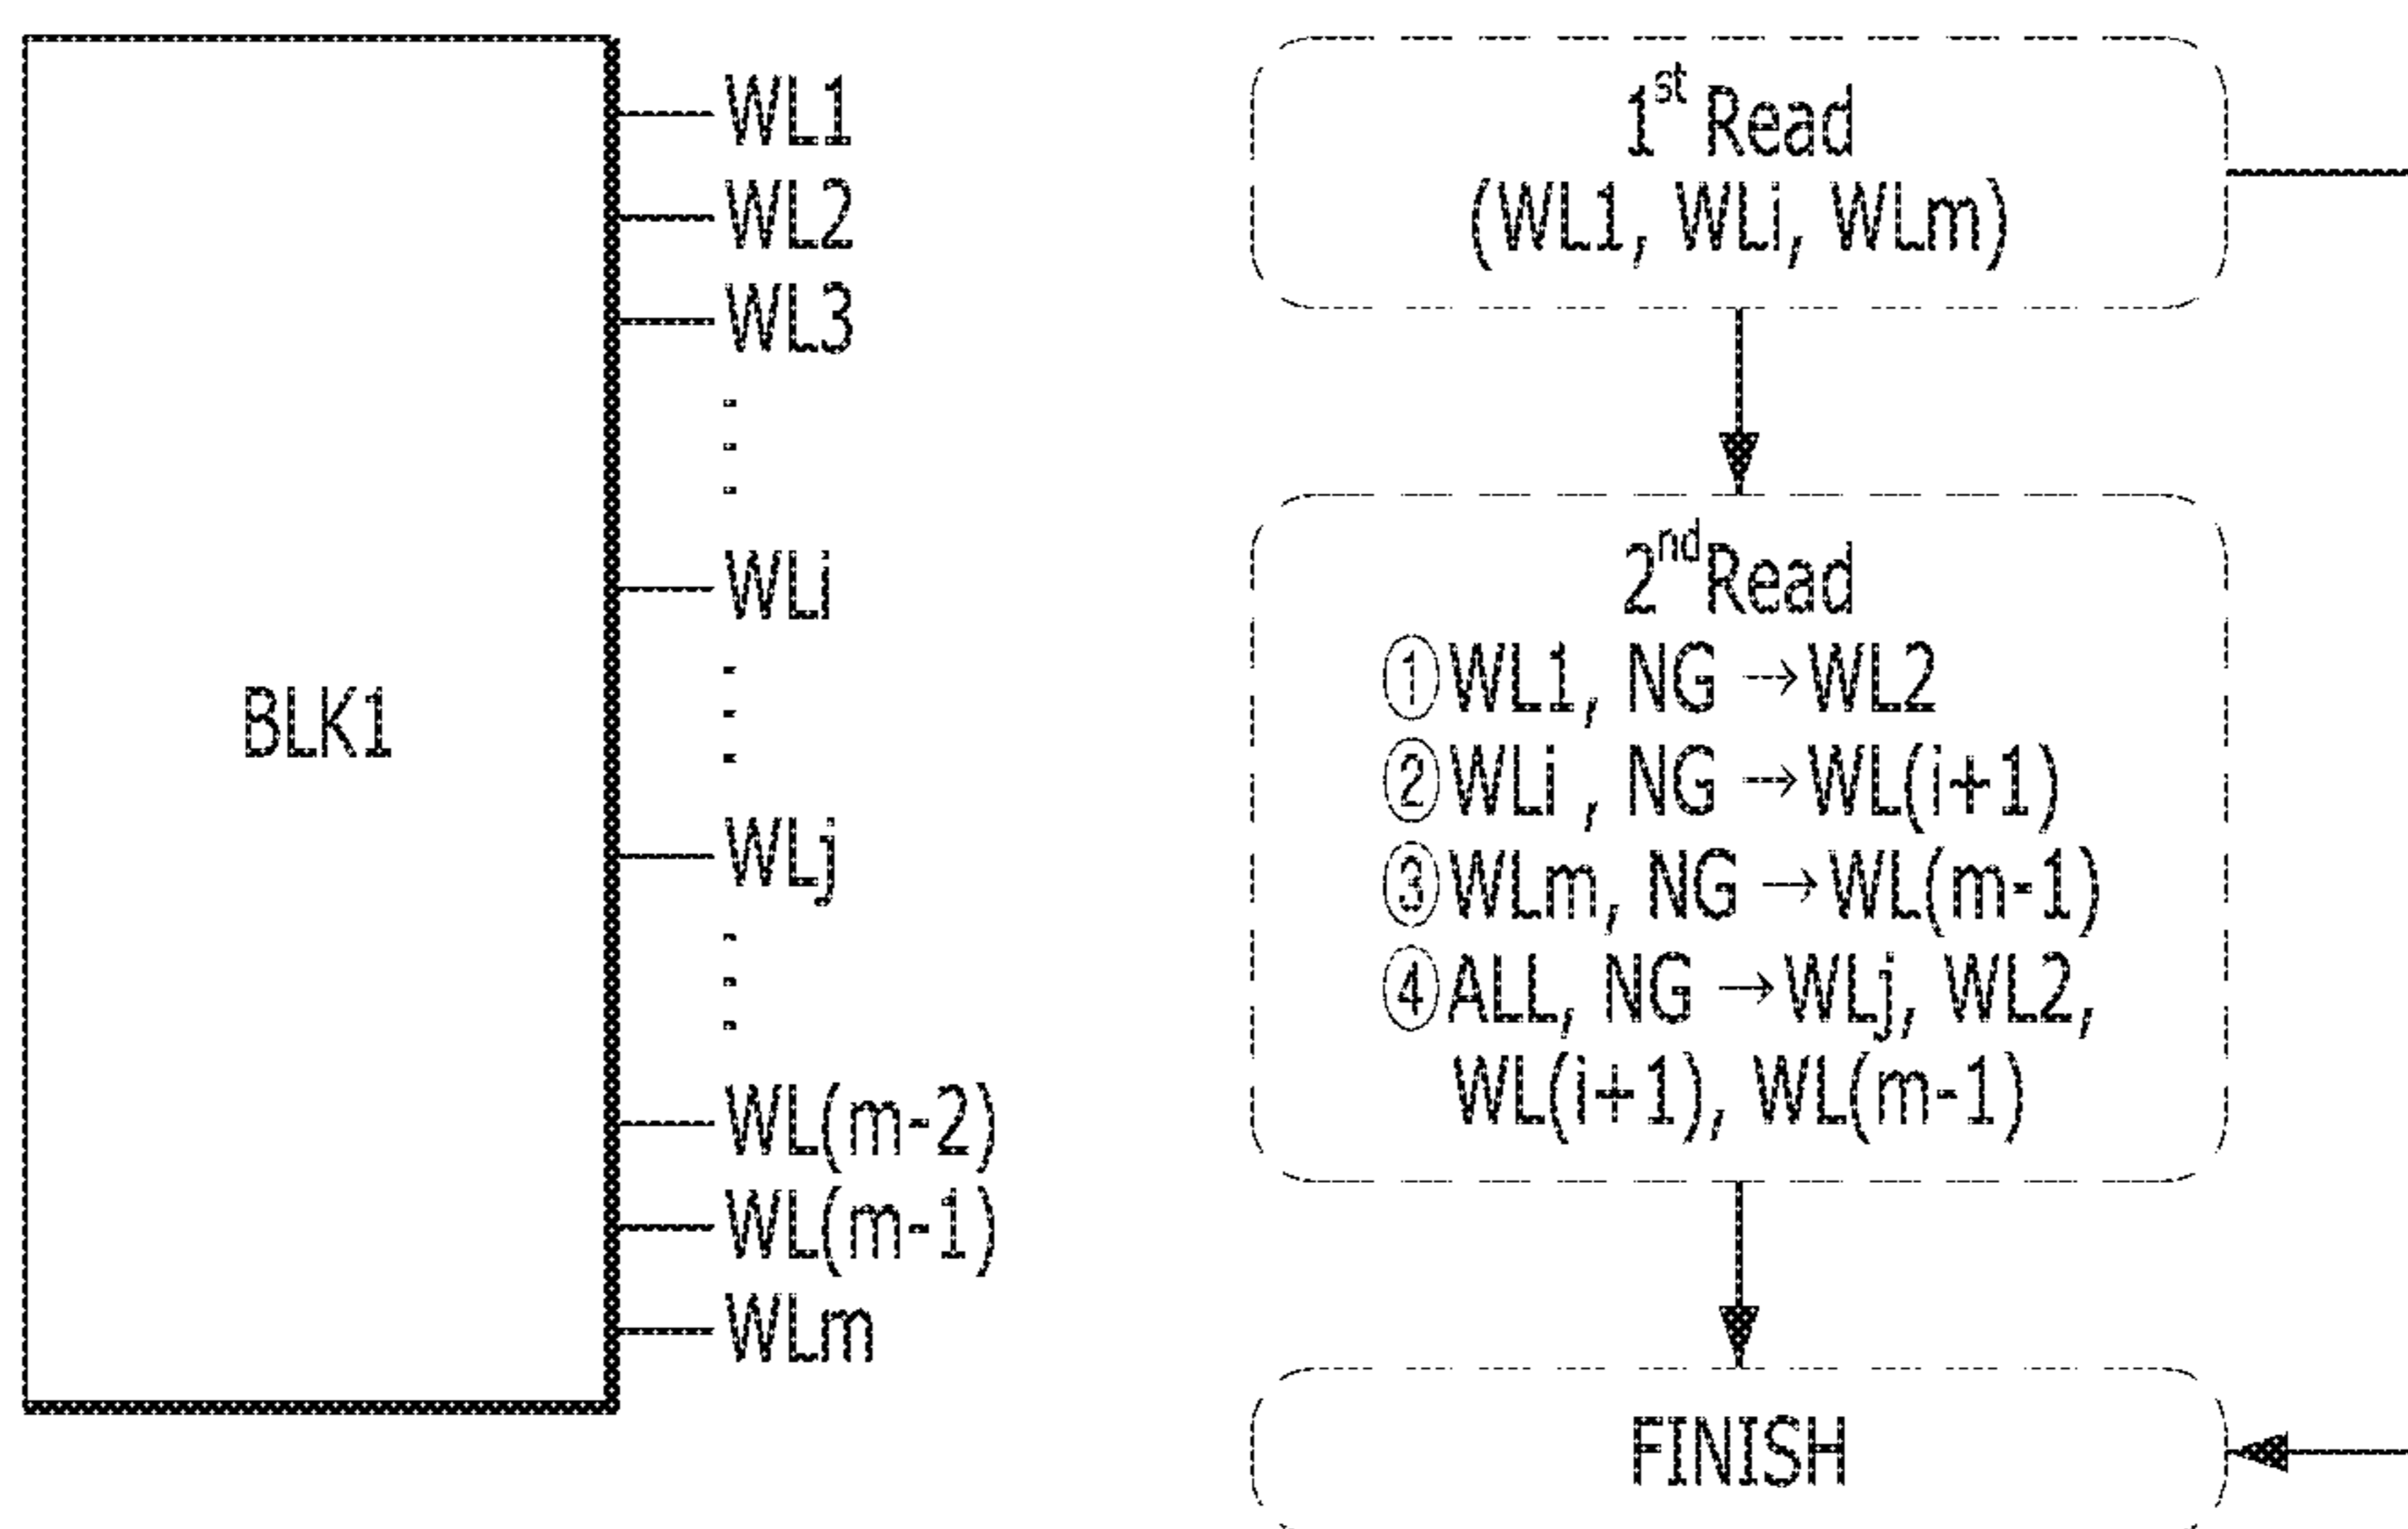 BLK1
WL1
WL2
WL3
WLi
WLj
WL(m-2)
WL(m-1)
WLm
1st Read
(WL1, WLi, WLm)
2nd Read
①WL1, NG →WL2
②WLi , NG →WL(i+1)
③WLm, NG →WL(m-1)
④ALL, NG →WLj, WL2,
WL(i+1), WL(m-1)
FINISH